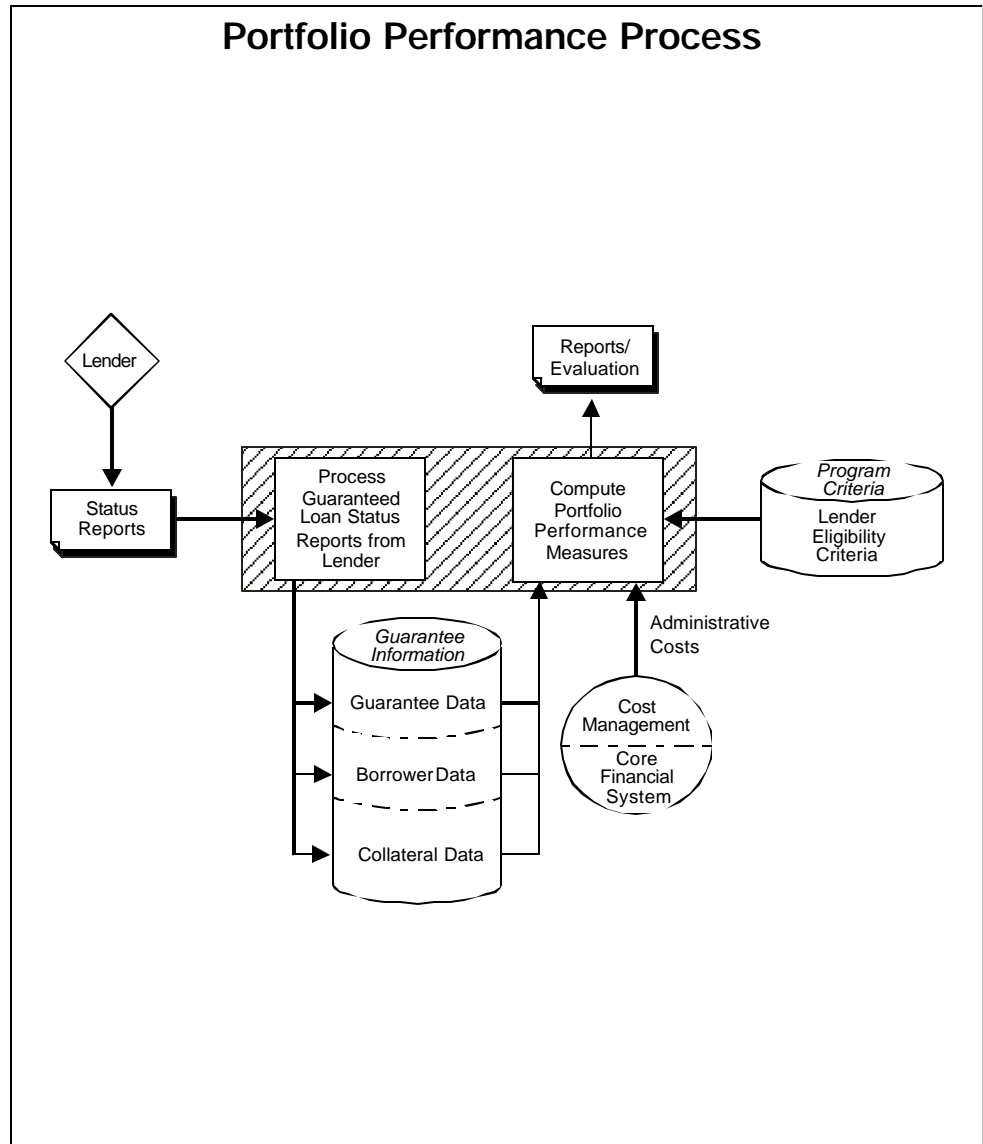 Portfolio Performance Process
Lender
Status
Reports
Process
Guaranteed
Loan Status
Reports from
Lender
Reports/
Evaluation
Compute
Portfolio
Performance
Measures
Program
Criteria
Lender
Eligibility
Criteria
Guarantee
Information
Guarantee Data
Borrower Data
Collateral Data
Administrative
Costs
Cost
Management
Core
Financial
System